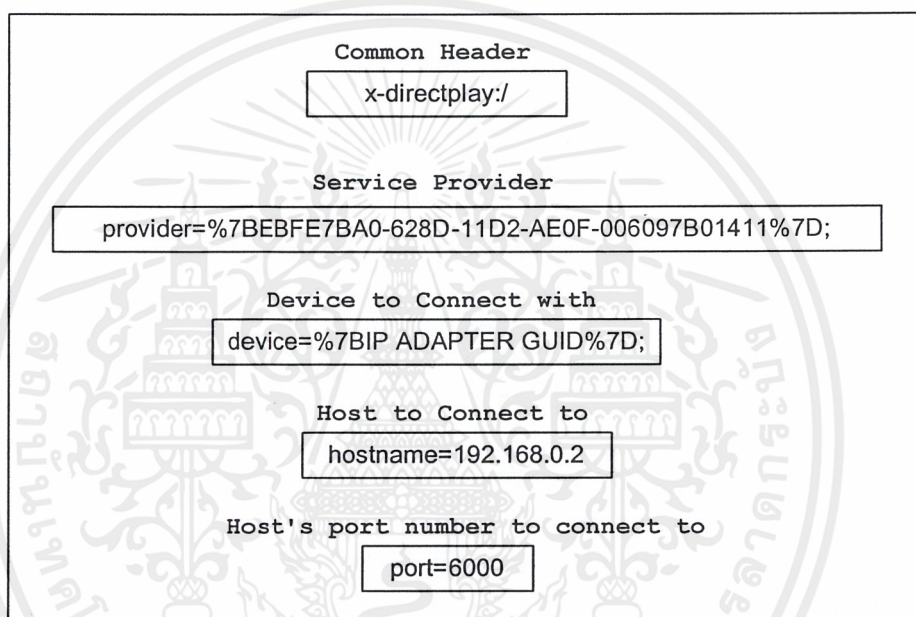 Common Header
x-directplay:/
Service Provider
provider=%7BEBFE7BA0-628D-11D2-AE0F-006097B01411%7D;
Device to Connect with
device=%7BIP ADAPTER GUID%7D;
Host to Connect to
hostname=192.168.0.2
Host's port number to connect to
port=6000